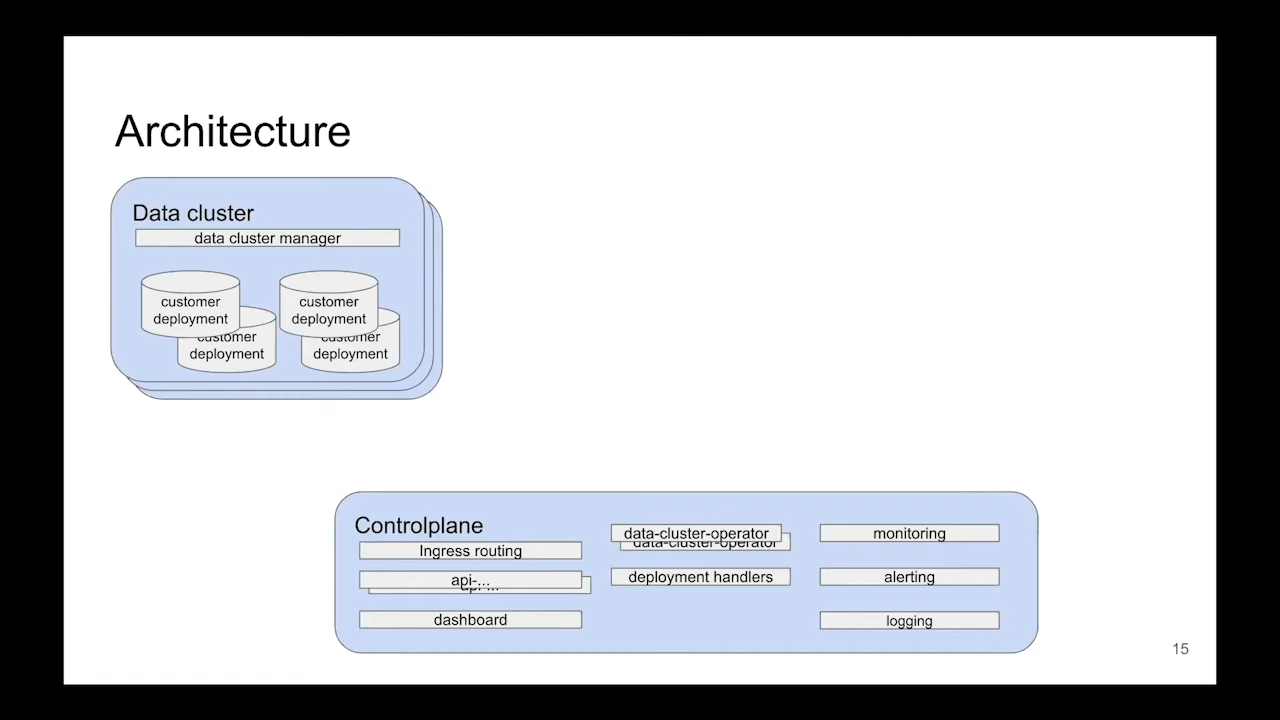 Architecture
Data cluster
data cluster manager
customer
deployment
customer
deployment
customer
deployment
customer
deployment
Controlplane
Ingress routing
api-...
api-...
dashboard
data-cluster-operator
data-cluster-operator
deployment handlers
monitoring
alerting
logging
15